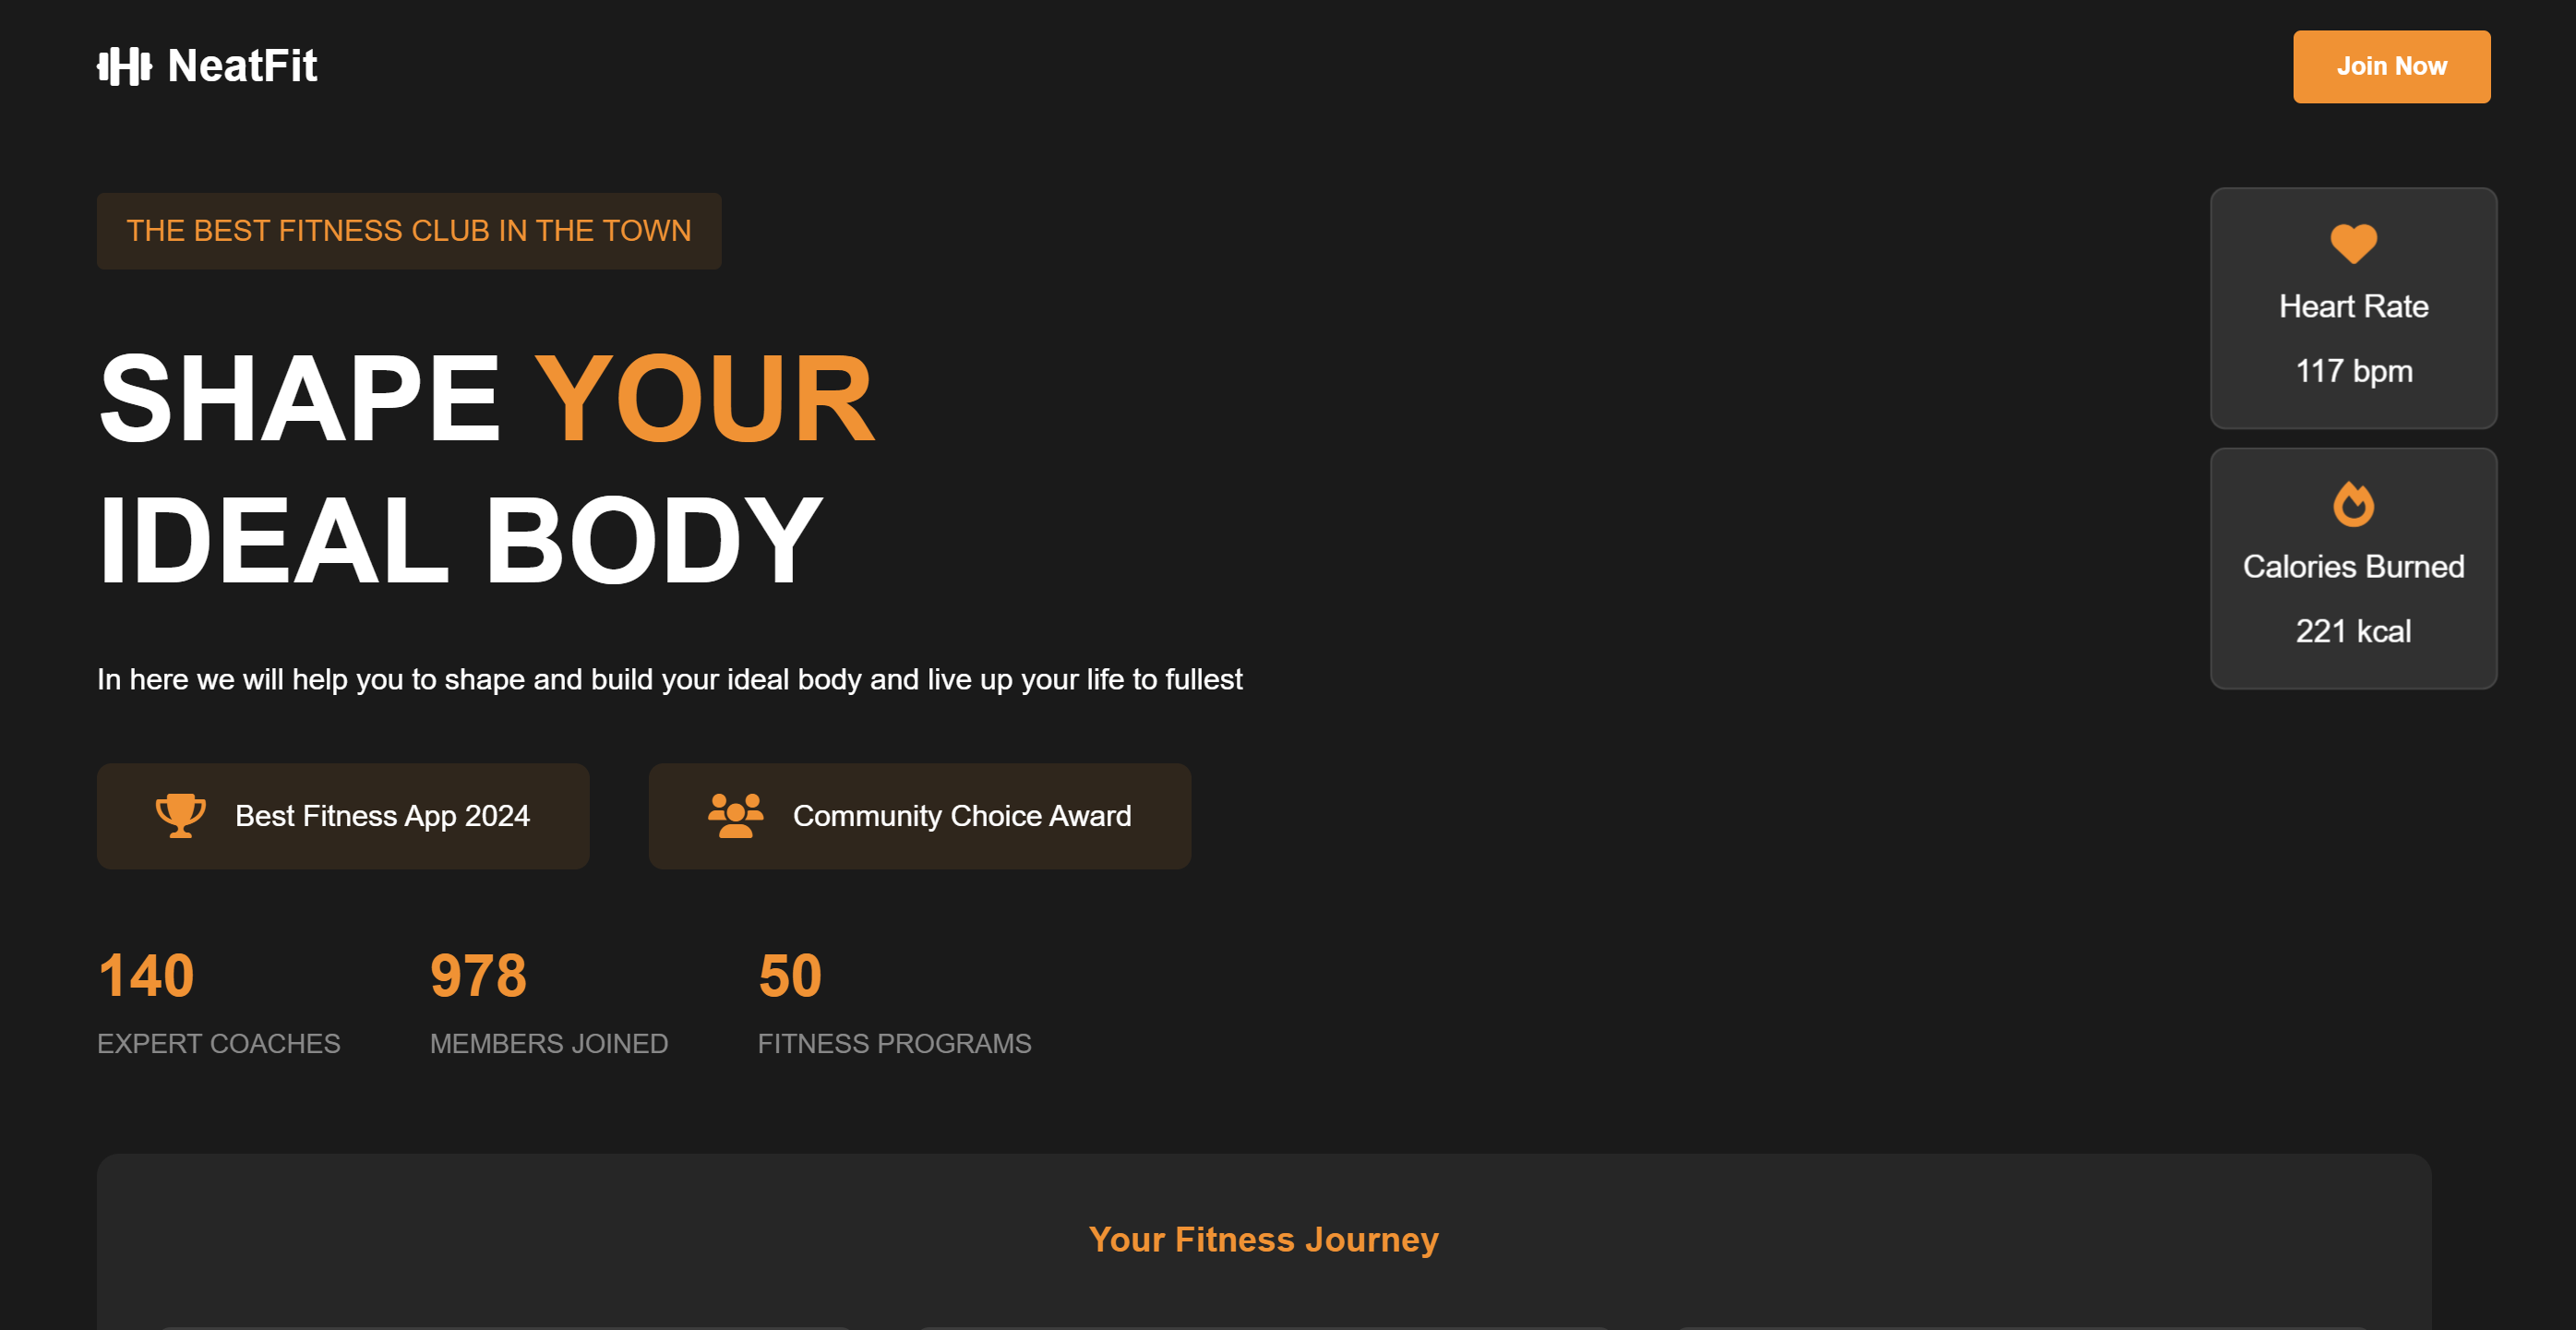 NeatFit
Join Now
THE BEST FITNESS CLUB IN THE TOWN
SHAPE YOUR
IDEAL BODY
In here we will help you to shape and build your ideal body and live up your life to fullest
Best Fitness App 2024
Community Choice Award
140
EXPERT COACHES
978
MEMBERS JOINED
50
FITNESS PROGRAMS
Heart Rate
117 bpm
Calories Burned
221 kcal
Your Fitness Journey